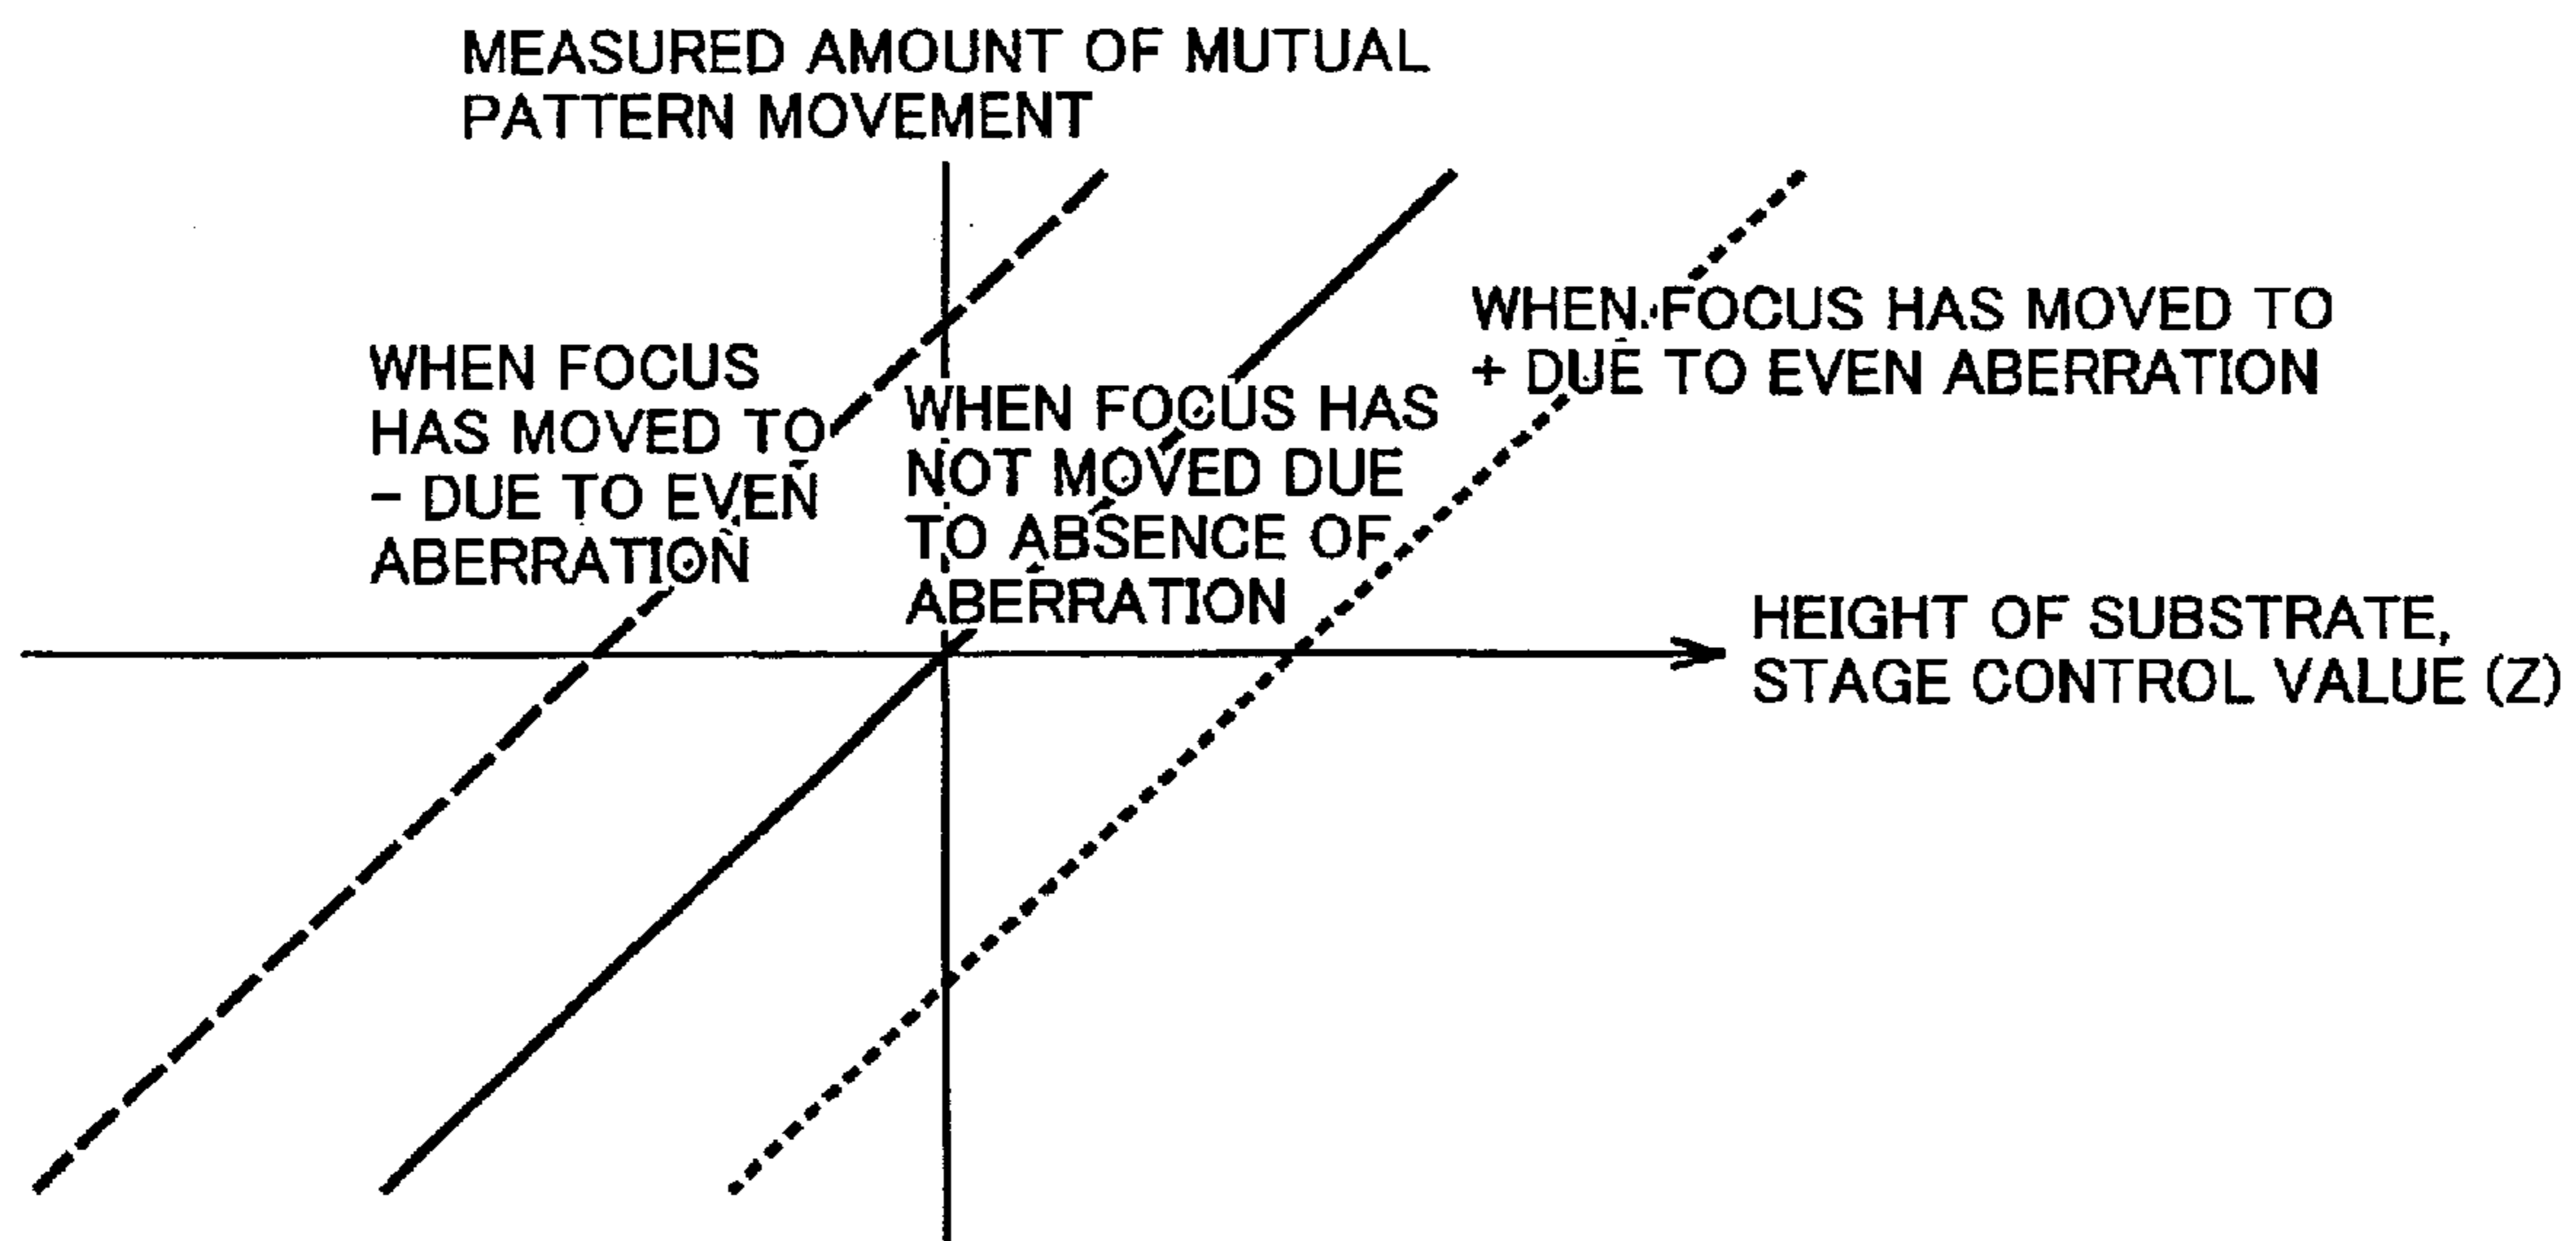 MEASURED AMOUNT OF MUTUAL
PATTERN MOVEMENT
WHEN FOCUS
HAS MOVED TO
− DUE TO EVEN
ABERRATION
WHEN FOCUS HAS
NOT MOVED DUE
TO ABSENCE OF
ABERRATION
WHEN FOCUS HAS MOVED TO
+ DUE TO EVEN ABERRATION
HEIGHT OF SUBSTRATE,
STAGE CONTROL VALUE (Z)